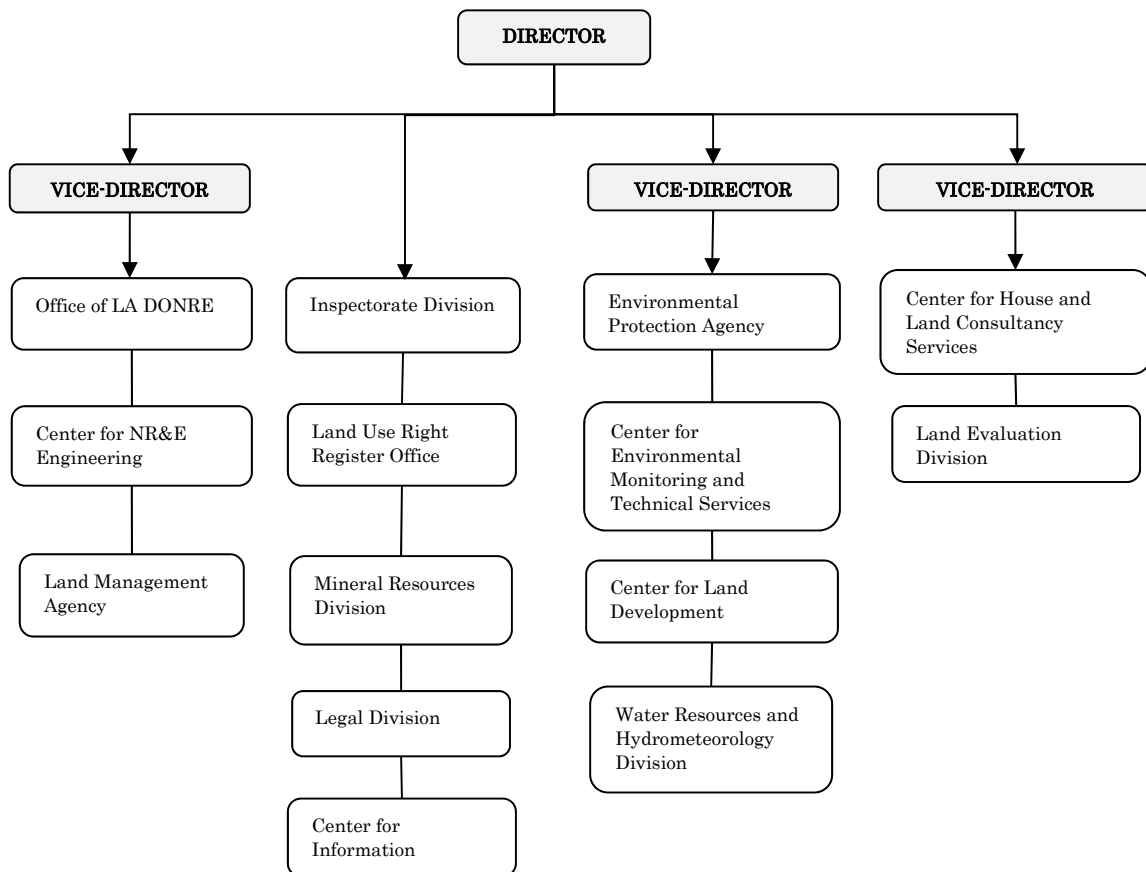 DIRECTOR
VICE-DIRECTOR
VICE-DIRECTOR
VICE-DIRECTOR
Office of LA DONRE
Center for NR&E
Engineering
Land Management
Agency
Inspectorate Division
Land Use Right
Register Office
Mineral Resources
Division
Legal Division
Center for
Information
Environmental
Protection Agency
Center for
Environmental
Monitoring and
Technical Services
Center for Land
Development
Water Resources and
Hydrometeorology
Division
Center for House and
Land Consultancy
Services
Land Evaluation
Division